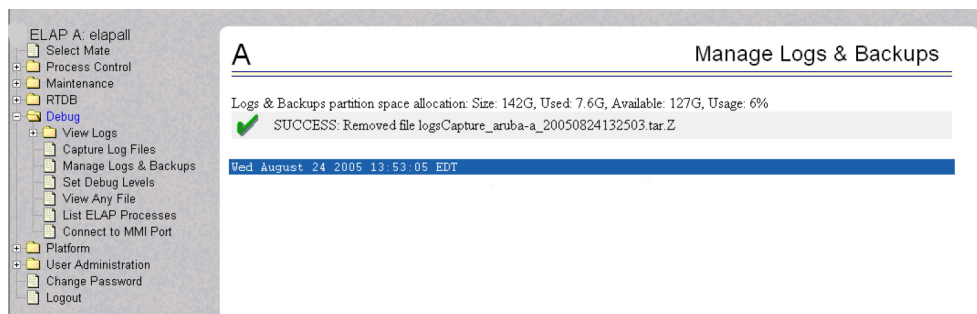 ELAP A: elapall
Select Mate
Process Control
Maintenance
RTDB
Debug
View Logs
Capture Log Files
Manage Logs & Backups
Set Debug Levels
View Any File
List ELAP Processes
Connect to MMI Port
Platform
User Administration
Change Password
Logout
A
Manage Logs & Backups
Logs & Backups partition space allocation: Size: 142G, Used: 7.6G, Available: 127G, Usage: 6%
SUCCESS: Removed file logsCapture_aruba-a_20050824132503.tar.Z
Wed August 24 2005 13:53:05 EDT